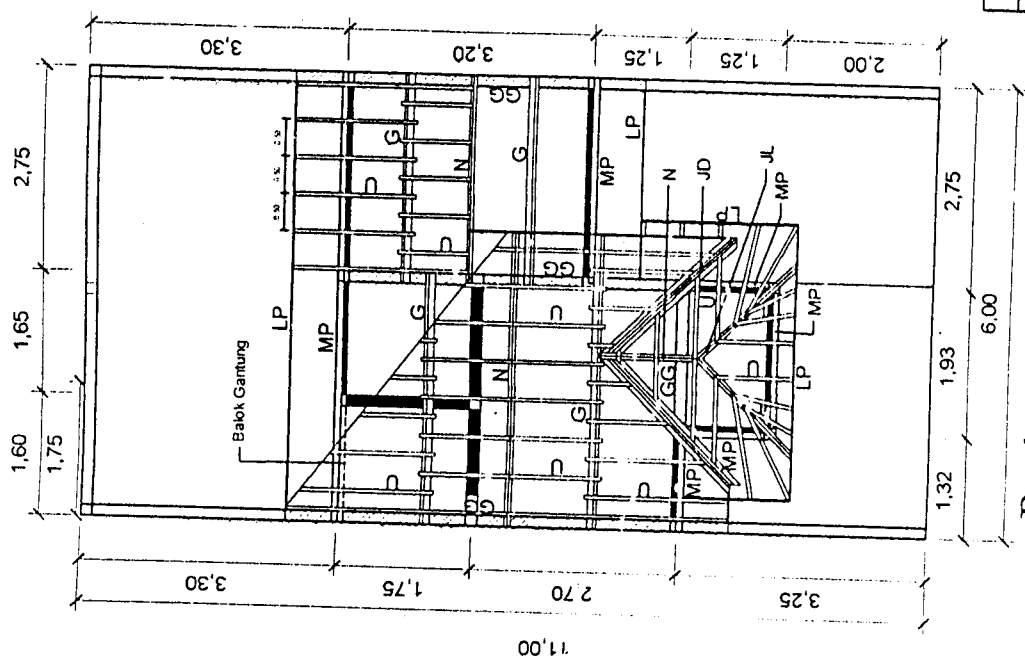 2,75
1,65
1,60
1,75
3,30
3,20
1,25
1,25
2,00
3,30
1,75
2,70
3,25
11,00
LP
MP
Balok Gantung
G
U
N
GG
G
U
U
N
U
GG
U
G
U
G
N
GG
G
MP
LP
N
JD
JL
MP
MP
LP
U
U
GG
MP
MP
LP
2,75
1,93
1,32
6,00